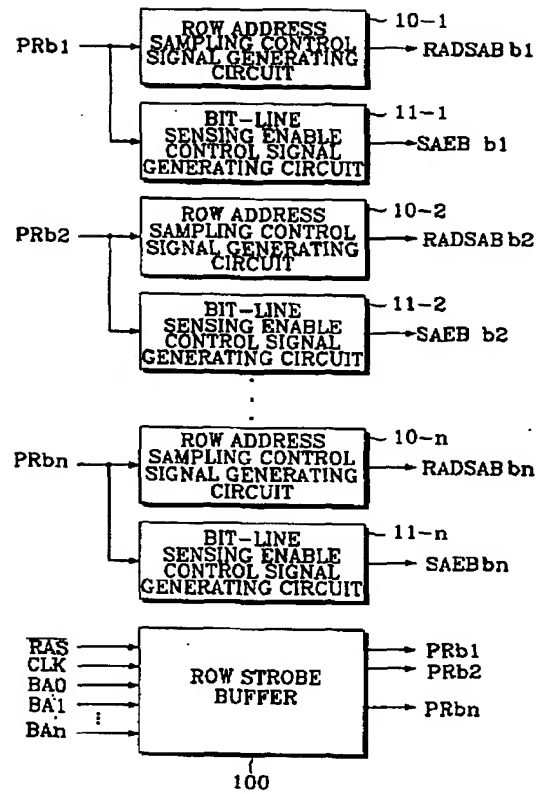 ROW ADDRESS
SAMPLING CONTROL
SIGNAL GENERATING
CIRCUIT
10-1
PRb1
RADSAB b1
BIT-LINE
SENSING ENABLE
CONTROL SIGNAL
GENERATING CIRCUIT
11-1
SAEB b1
ROW ADDRESS
SAMPLING CONTROL
SIGNAL GENERATING
CIRCUIT
10-2
PRb2
RADSAB b2
BIT-LINE
SENSING ENABLE
CONTROL SIGNAL
GENERATING CIRCUIT
11-2
SAEB b2
ROW ADDRESS
SAMPLING CONTROL
SIGNAL GENERATING
CIRCUIT
10-n
PRbn
RADSAB bn
BIT-LINE
SENSING ENABLE
CONTROL SIGNAL
GENERATING CIRCUIT
11-n
SAEB bn
R̅A̅S̅
C̅L̅K̅
BA0
BA1
BAn
ROW STROBE
BUFFER
PRb1
PRb2
PRbn
100